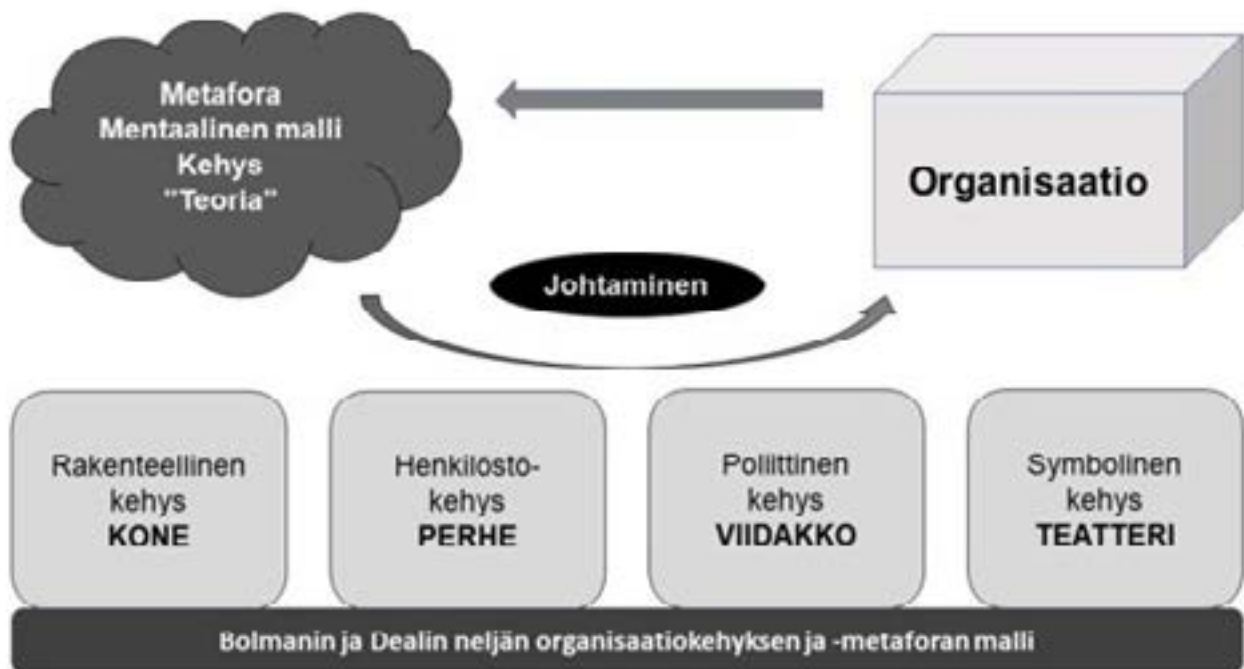 Metafora
Mentaalinen malli
Kehys
"Teoria"
Organisaatio
Johtaminen
Rakenteellinen
kehys
KONE
Henkilöstö-
kehys
PERHE
Poliittinen
kehys
VIIDAKKO
Symbolinen
kehys
TEATTERI
Bolmanin ja Dealin neljän organisaatiokehyksen ja -metaforan malli